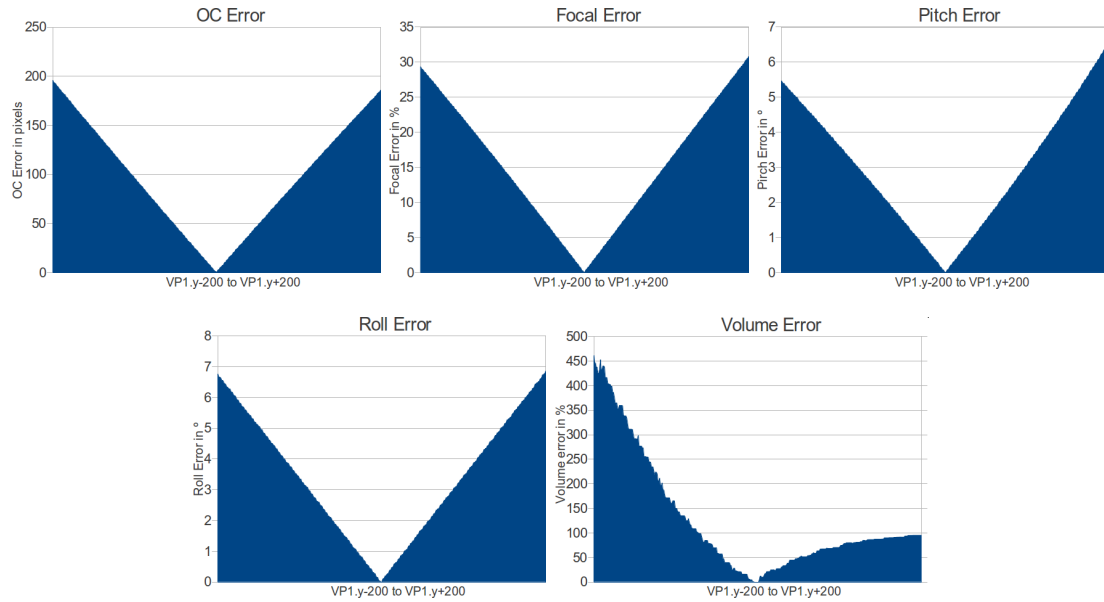 OC Error
250
200
150
100
50
0
OC Error in pixels
VP1.y-200 to VP1.y+200
Focal Error
35
30
25
20
15
10
5
0
Focal Error in %
VP1.y-200 to VP1.y+200
Pitch Error
7
6
5
4
3
2
1
0
Pirch Error in º
VP1.y-200 to VP1.y+200
Roll Error
8
7
6
5
4
3
2
1
0
Roll Error in º
VP1.y-200 to VP1.y+200
Volume Error
500
450
400
350
300
250
200
150
100
50
0
Volume error in %
VP1.y-200 to VP1.y+200